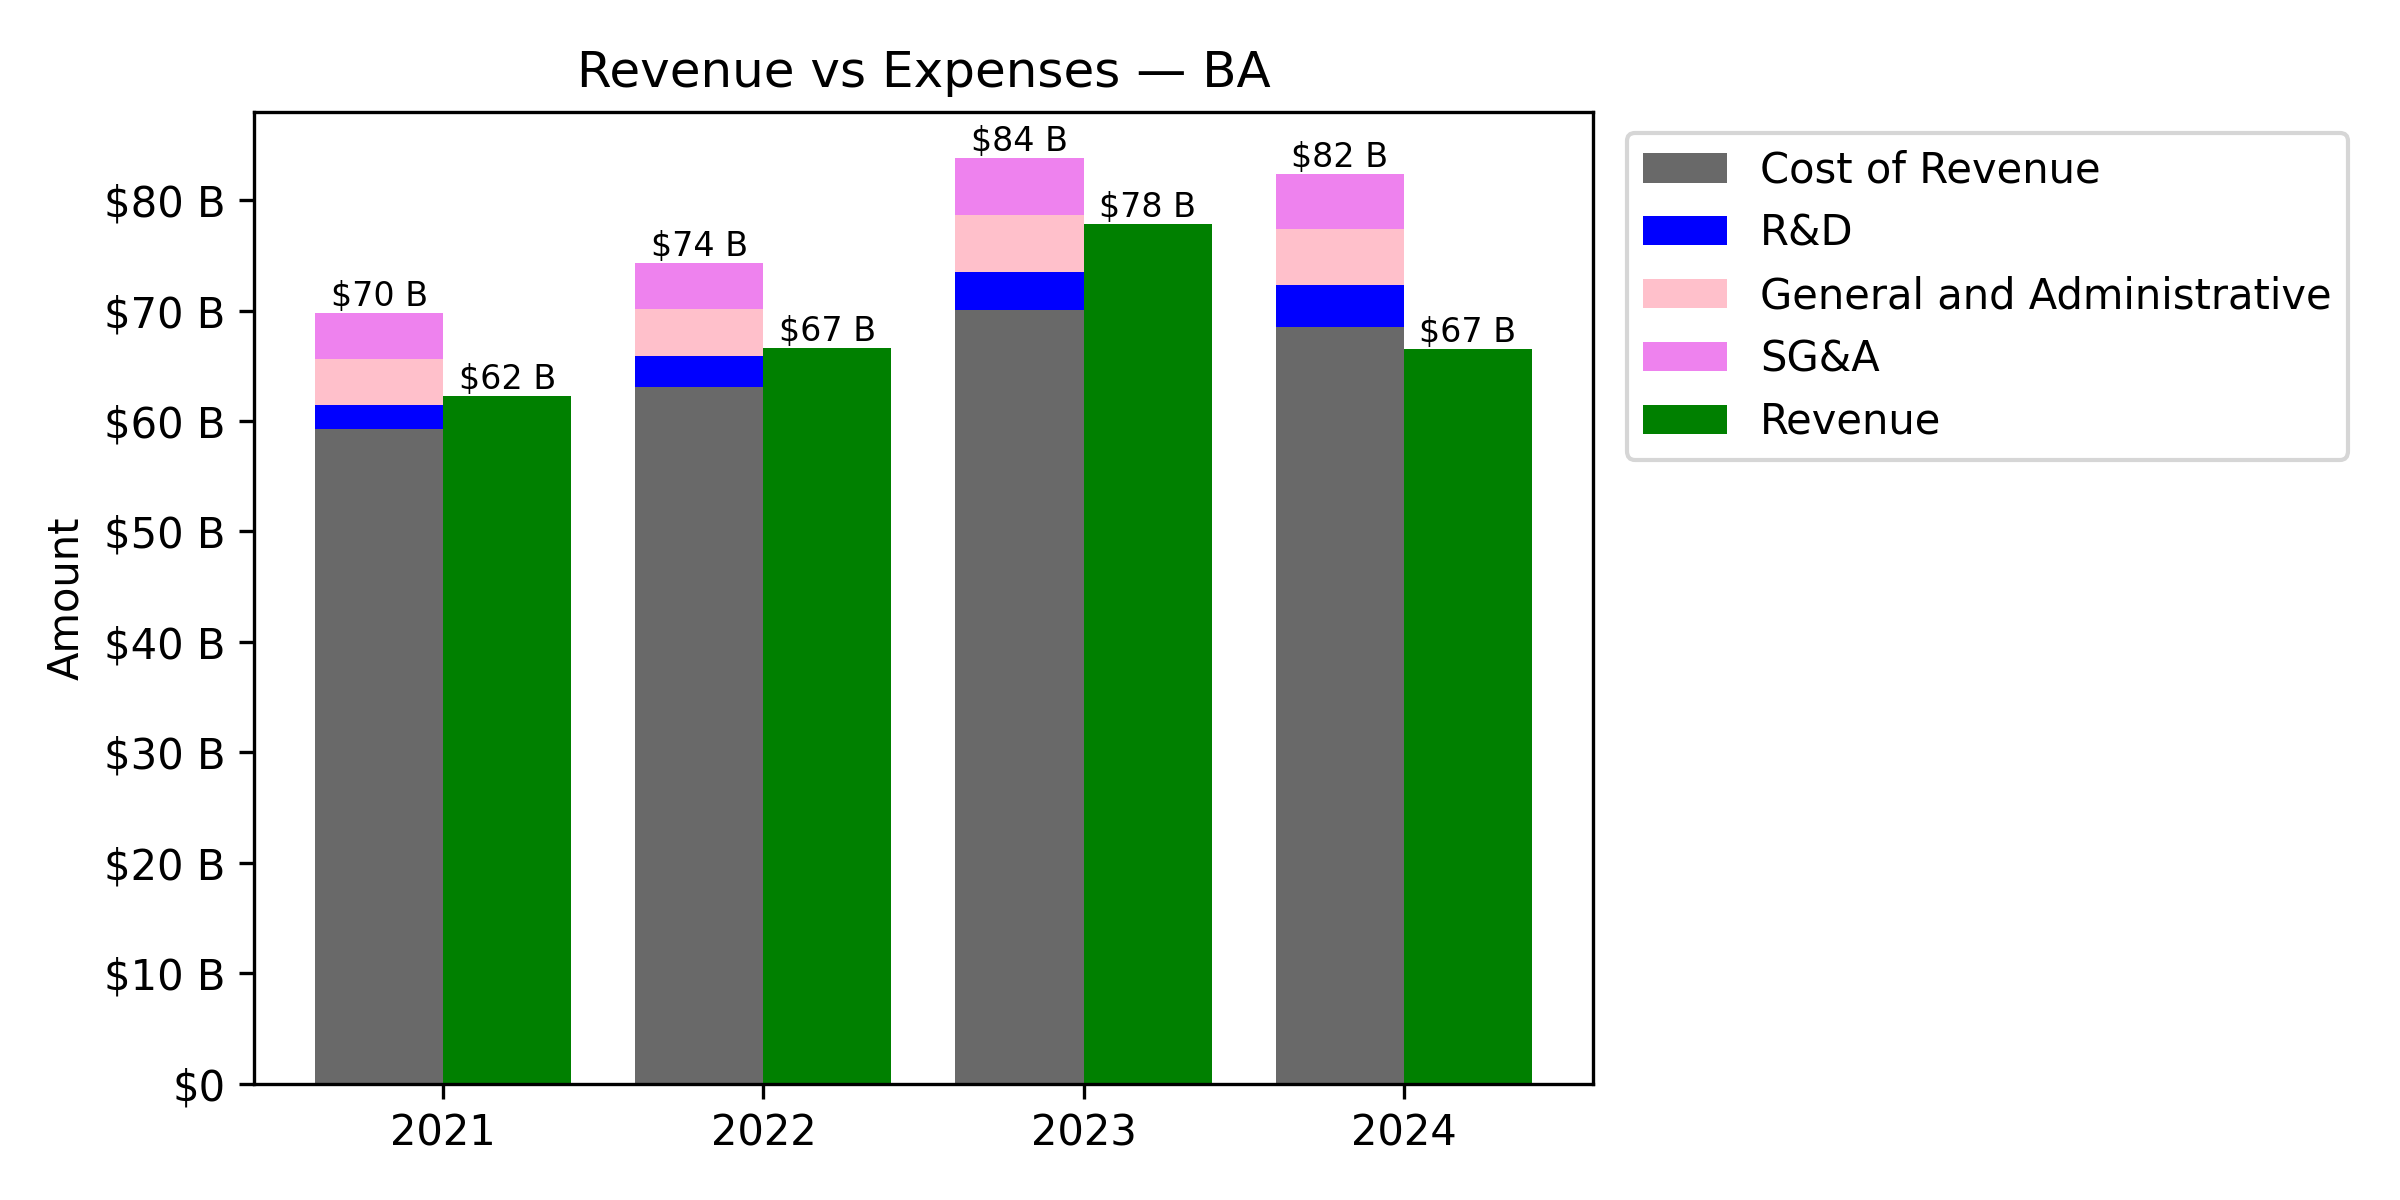 Revenue vs Expenses — BA
$84 B
$82 B
$78 B
$74 B
$70 B
$67 B
$67 B
$62 B
Amount
$80 B
$70 B
$60 B
$50 B
$40 B
$30 B
$20 B
$10 B
$0
2021
2022
2023
2024
Cost of Revenue
R&D
General and Administrative
SG&A
Revenue